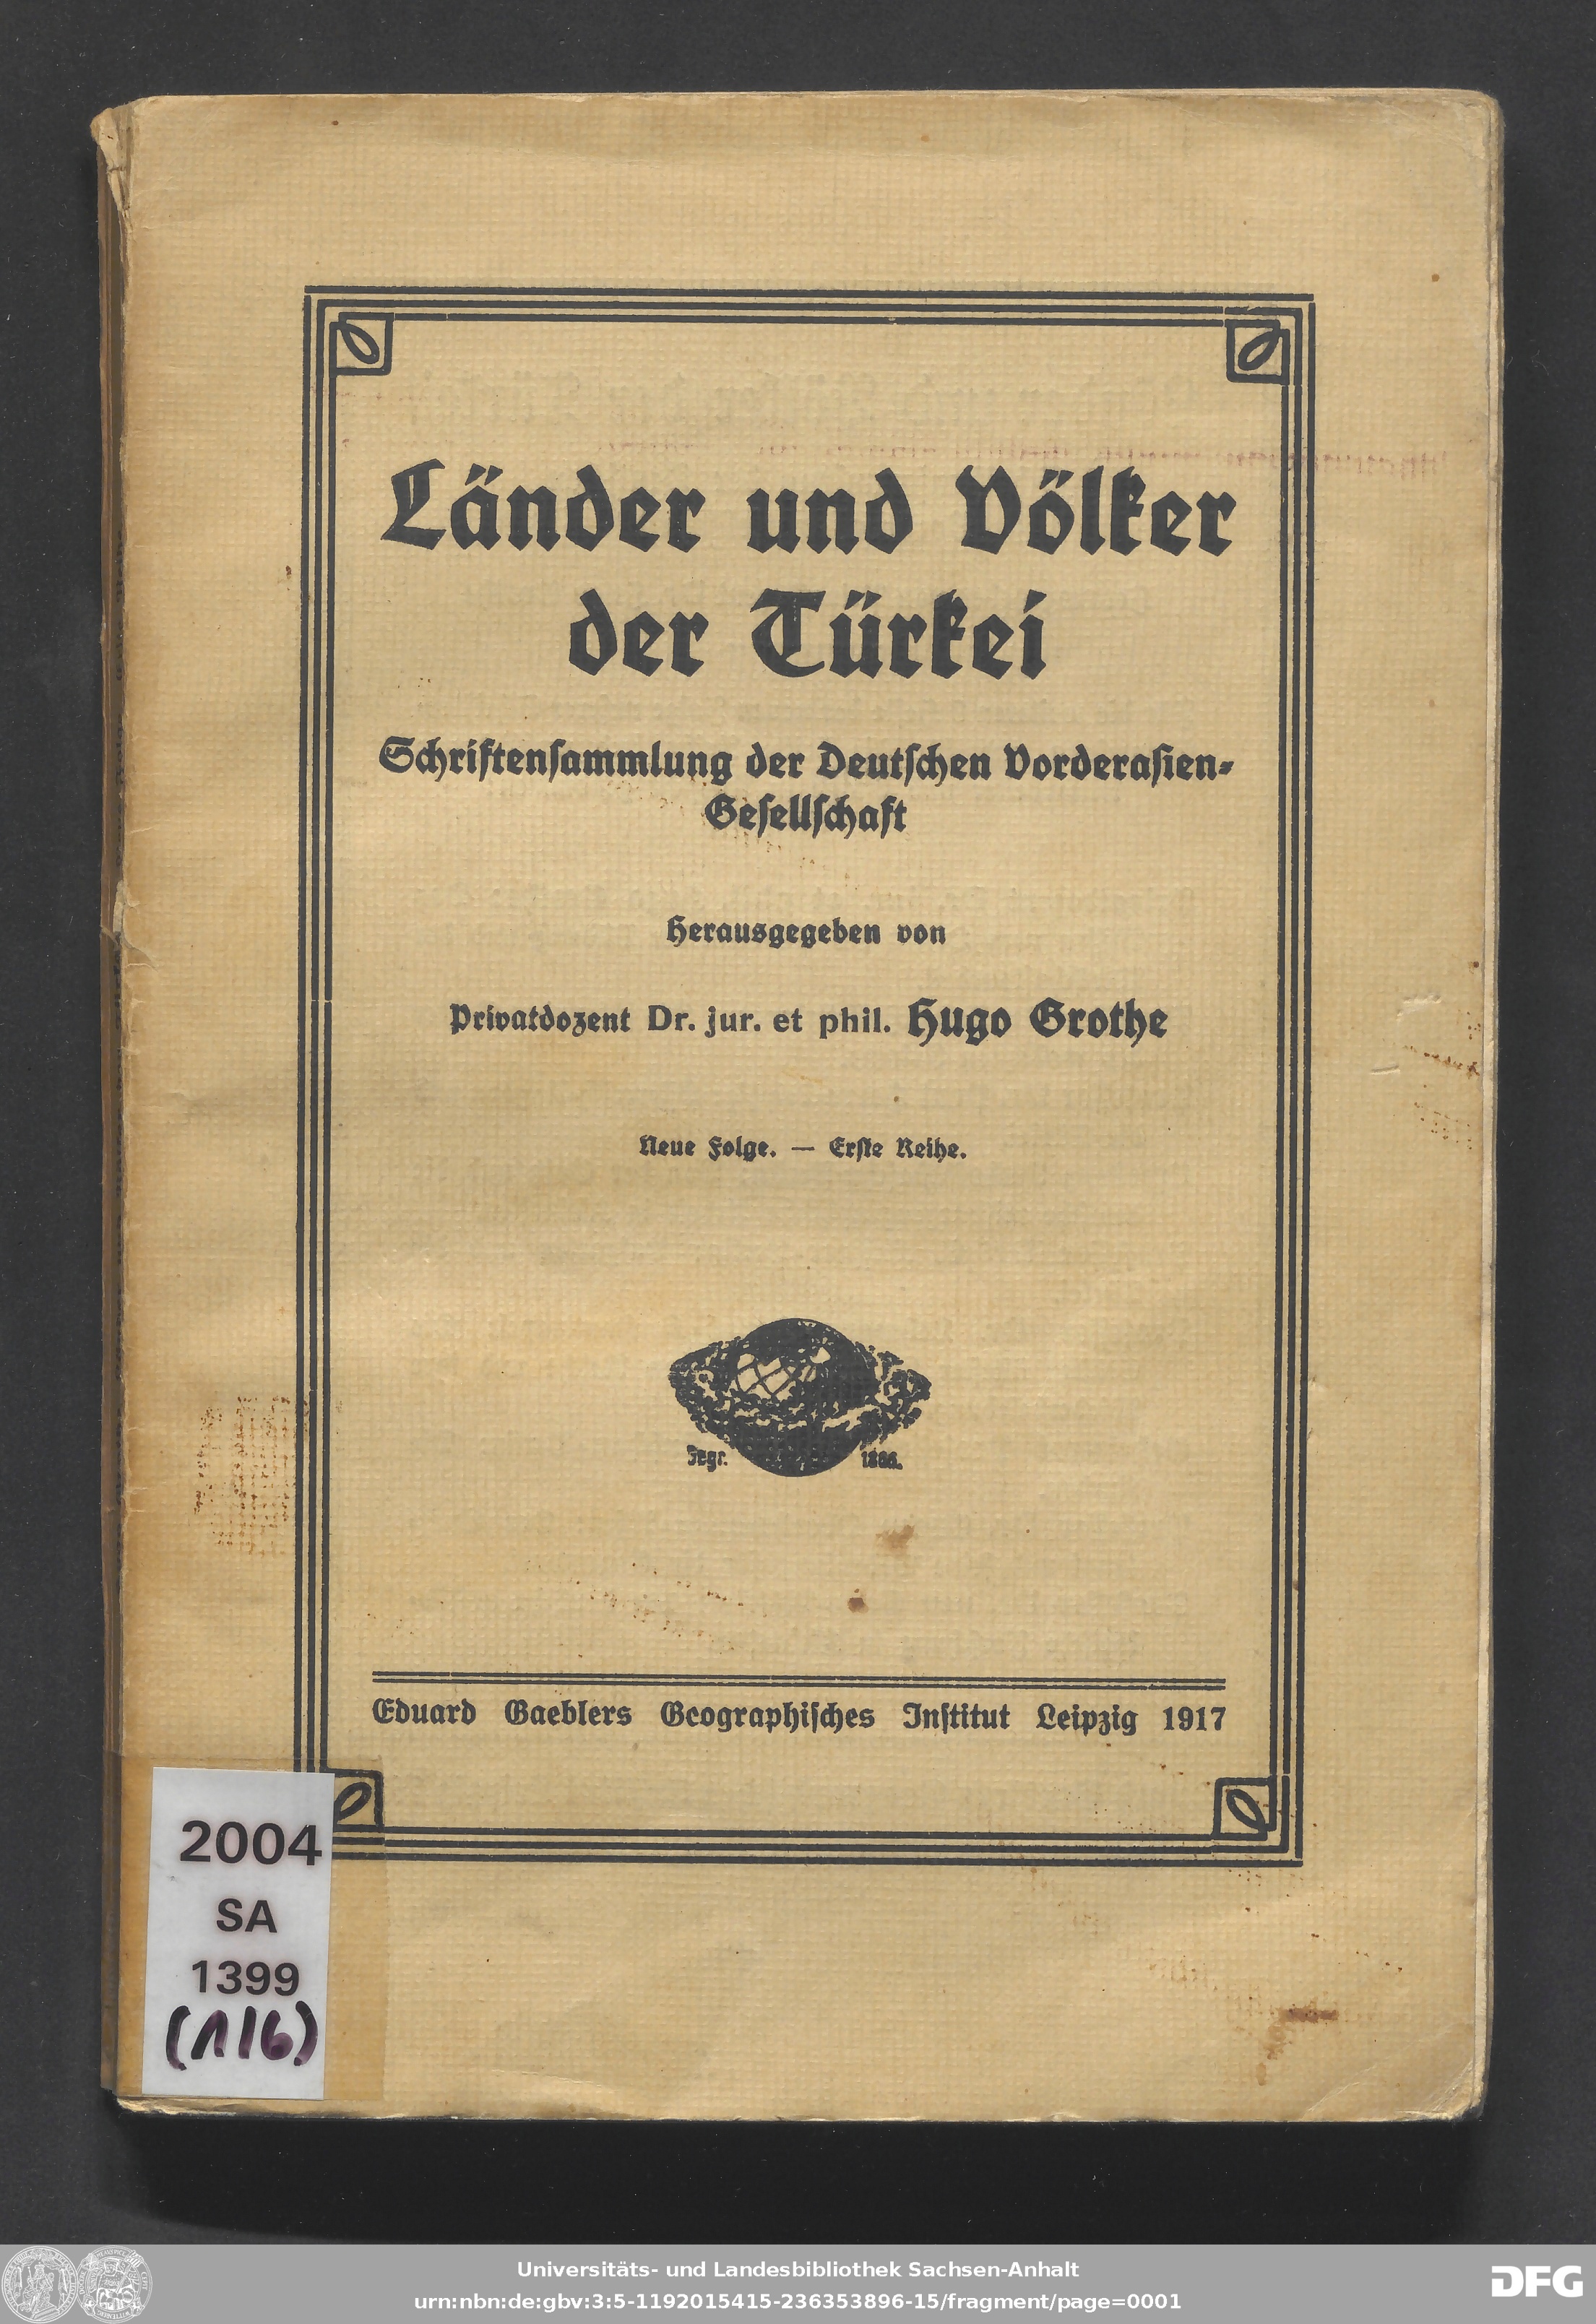 Länder und Völker
der Türkei
Schriftenſammlung der Deutſchen Vorderaſien-
Geſellſchaft
Herausgegeben von
Privatdozent Dr. jur. et phil. Hugo Grothe
Neue Folge. — Erſte Reihe.
Eduard Gaeblers Geographiſches Inſtitut Leipzig 1917
2004
SA
1399
(1/6)
Universitäts- und Landesbibliothek Sachsen-Anhalt
urn:nbn:de:gbv:3:5-1192015415-236353896-15/fragment/page=0001
DFG